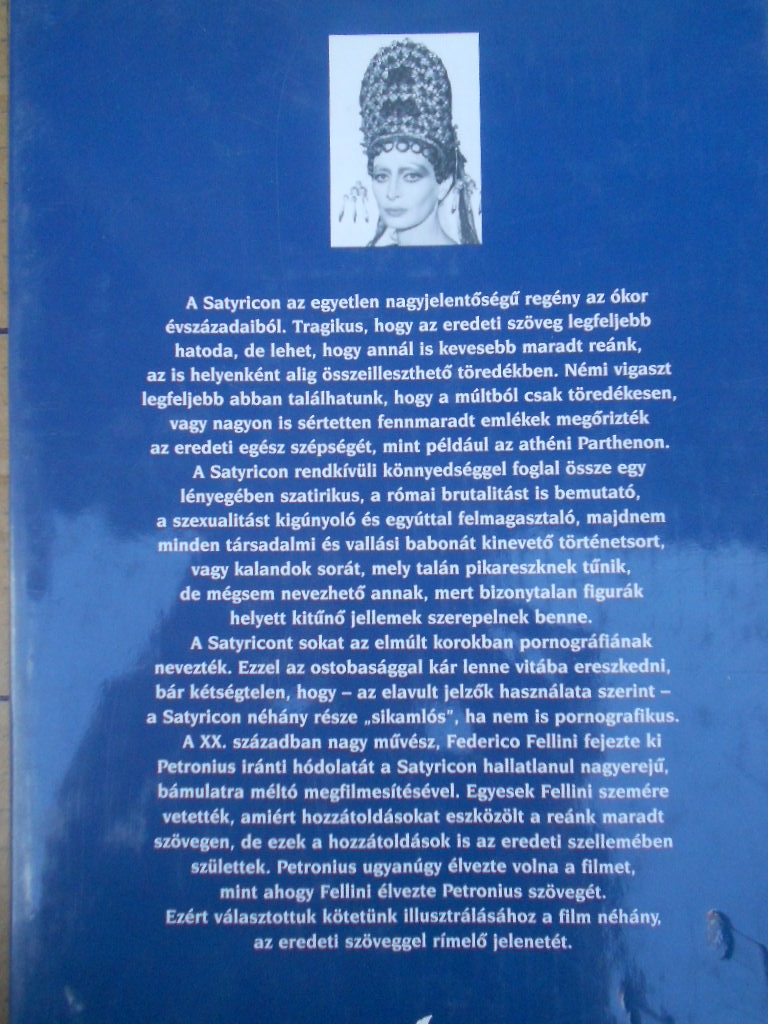 A Satyricon az egyetlen nagyjelentőségű regény az ókor
évszázadaiból. Tragikus, hogy az eredeti szöveg legfeljebb
hatoda, de lehet, hogy annál is kevesebb maradt reánk,
az is helyenként alig összeilleszthető töredékben. Némi vigaszt
legfeljebb abban találhatunk, hogy a múltból csak töredékesen,
vagy nagyon is sértetten fennmaradt emlékek megőrizték
az eredeti egész szépségét, mint például az athéni Parthenon.
A Satyricon rendkívüli könnyedséggel foglal össze egy
lényegében szatirikus, a római brutalitást is bemutató,
a szexualitást kigúnyoló és egyúttal felmagasztaló, majdnem
minden társadalmi és vallási babonát kinevető történetsort,
vagy kalandok sorát, mely talán pikareszknek tűnik,
de mégsem nevezhető annak, mert bizonytalan figurák
helyett kitűnő jellemek szerepelnek benne.
A Satyricont sokat az elmúlt korokban pornográfiának
nevezték. Ezzel az ostobasággal kár lenne vitába ereszkedni,
bár kétségtelen, hogy – az elavult jelzők használata szerint –
a Satyricon néhány része „sikamlós", ha nem is pornografikus.
A XX. században nagy művész, Federico Fellini fejezte ki
Petronius iránti hódolatát a Satyricon hallatlanul nagyerejű,
bámulatra méltó megfilmesítésével. Egyesek Fellini szemére
vetették, amiért hozzátoldásokat eszközölt a reánk maradt
szövegen, de ezek a hozzátoldások is az eredeti szellemében
születtek. Petronius ugyanúgy élvezte volna a filmet,
mint ahogy Fellini élvezte Petronius szövegét.
Ezért választottuk kötetünk illusztrálásához a film néhány,
az eredeti szöveggel rímelő jelenetét.